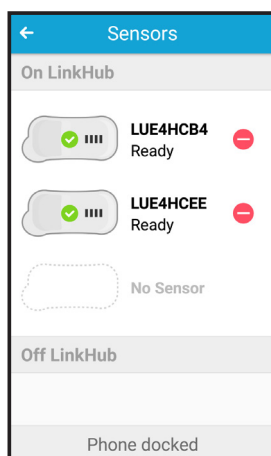 Sensors
On LinkHub
LUE4HCB4
Ready
LUE4HCEE
Ready
No Sensor
Off LinkHub
Phone docked